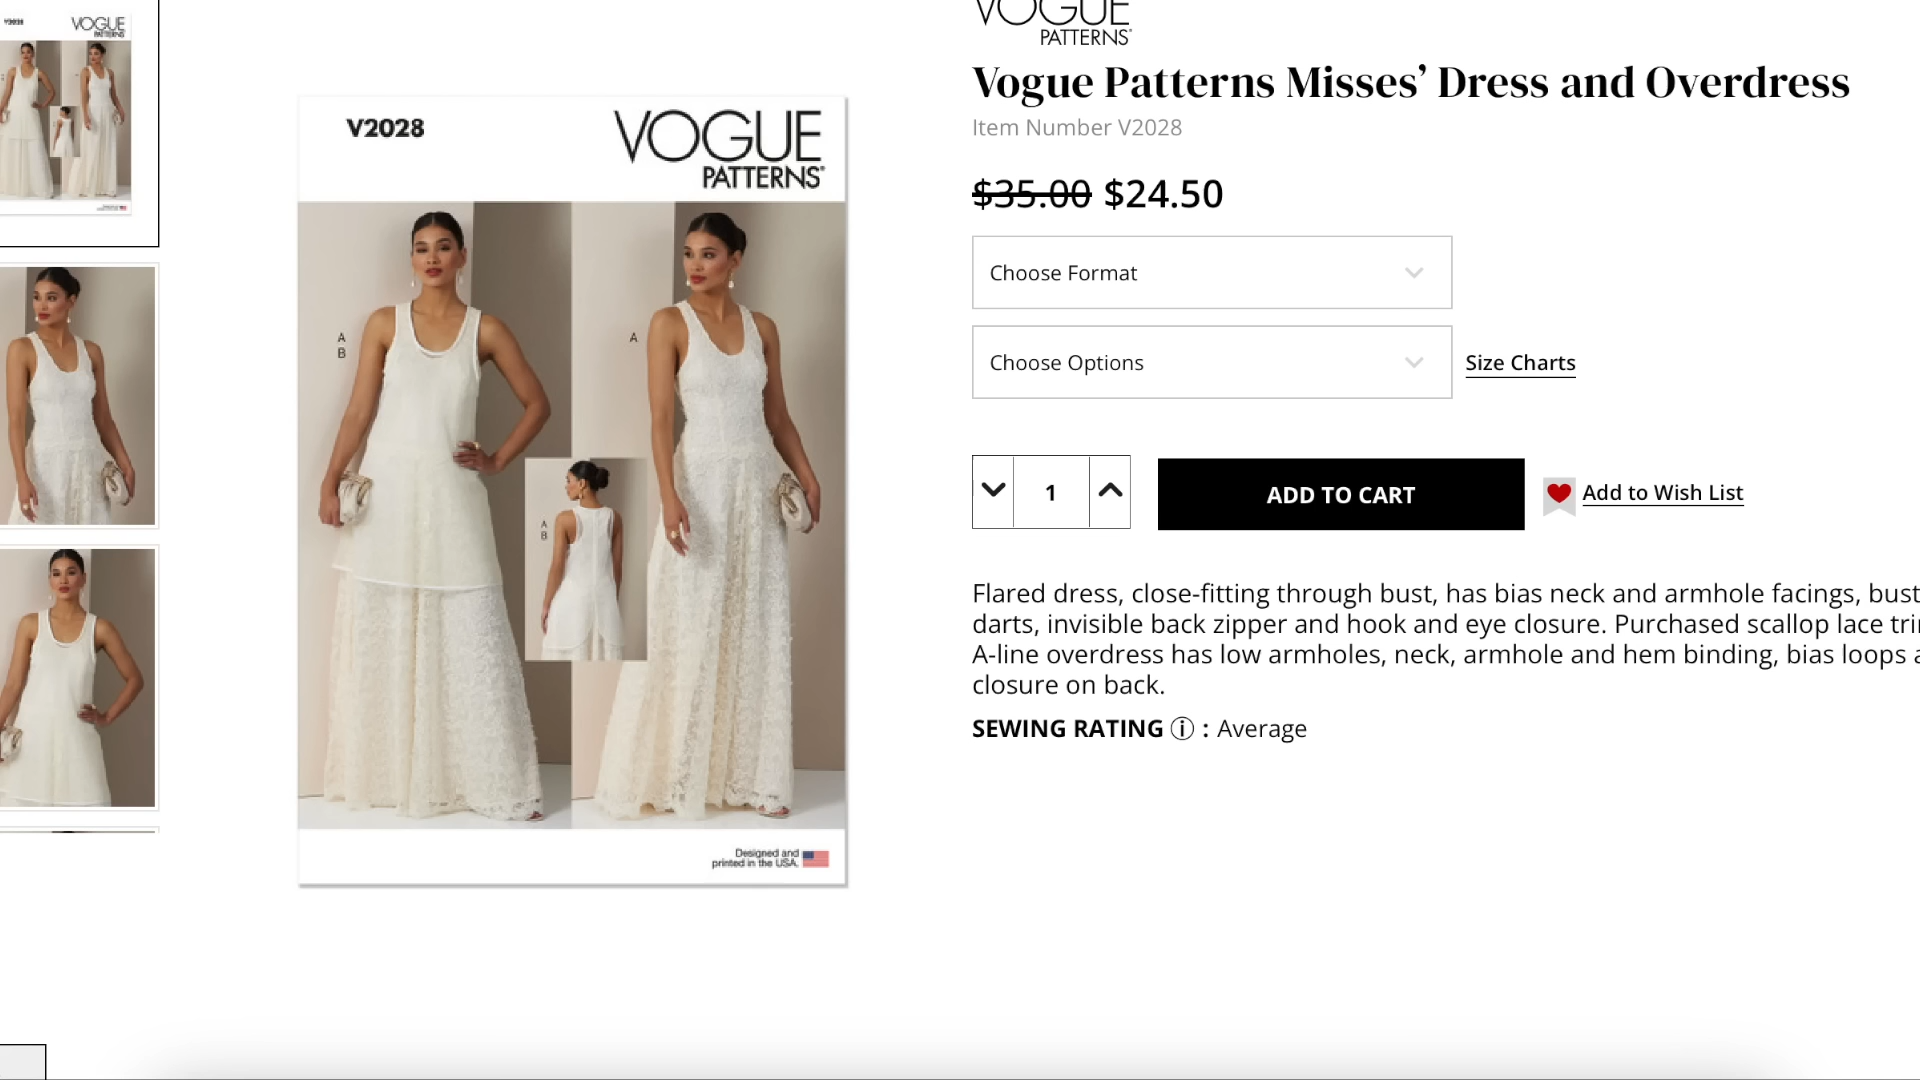 V2028
VOGUE
PATTERNS
VOGUE
PATTERNS®
Vogue Patterns Misses’ Dress and Overdress
Item Number V2028
$35.00 $24.50
Choose Format
Choose Options
Size Charts
1
ADD TO CART
Add to Wish List
Flared dress, close-fitting through bust, has bias neck and armhole facings, bust
darts, invisible back zipper and hook and eye closure. Purchased scallop lace tri
A-line overdress has low armholes, neck, armhole and hem binding, bias loops a
closure on back.
SEWING RATING ⓘ : Average
V2028
VOGUE
PATTERNS®
A
B
A
A
B
Designed and
printed in the USA.